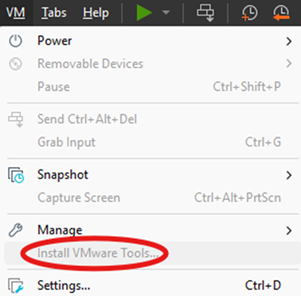 VM Tabs Help
Power
Removable Devices
Pause Ctrl+Shift+P
Send Ctrl+Alt+Del
Grab Input Ctrl+G
Snapshot
Capture Screen Ctrl+Alt+PrtScn
Manage
Install VMware Tools...
Settings... Ctrl+D